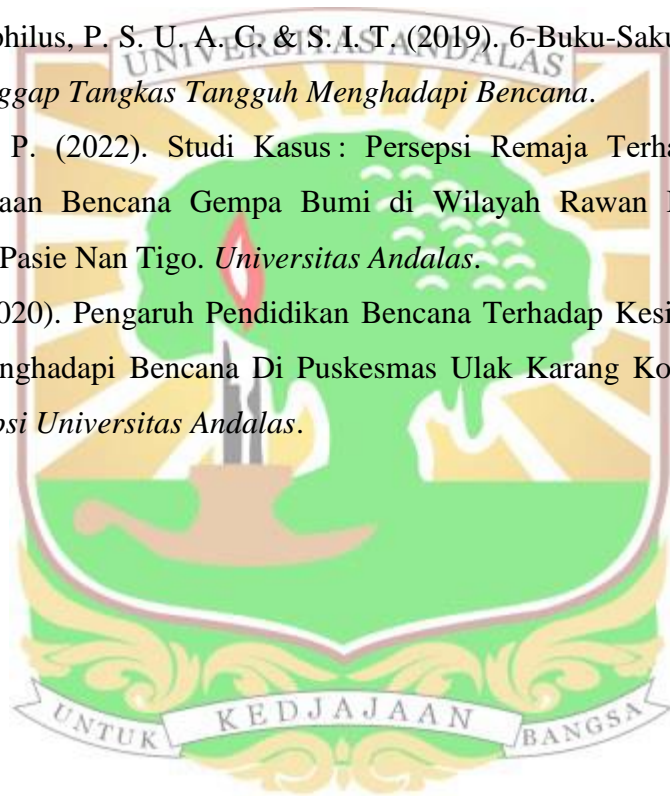 philus, P. S. U. A. C. & S. I. T. (2019). 6-Buku-Saku
UNIVERSITAS ANDALAS
ggap Tangkas Tangguh Menghadapi Bencana.
P. (2022). Studi Kasus : Persepsi Remaja Terha
aan Bencana Gempa Bumi di Wilayah Rawan
Pasie Nan Tigo. Universitas Andalas.
020). Pengaruh Pendidikan Bencana Terhadap Kesi
nghadapi Bencana Di Puskesmas Ulak Karang Ko
psi Universitas Andalas.
UNTUK KEDJAJAAN BANGSA